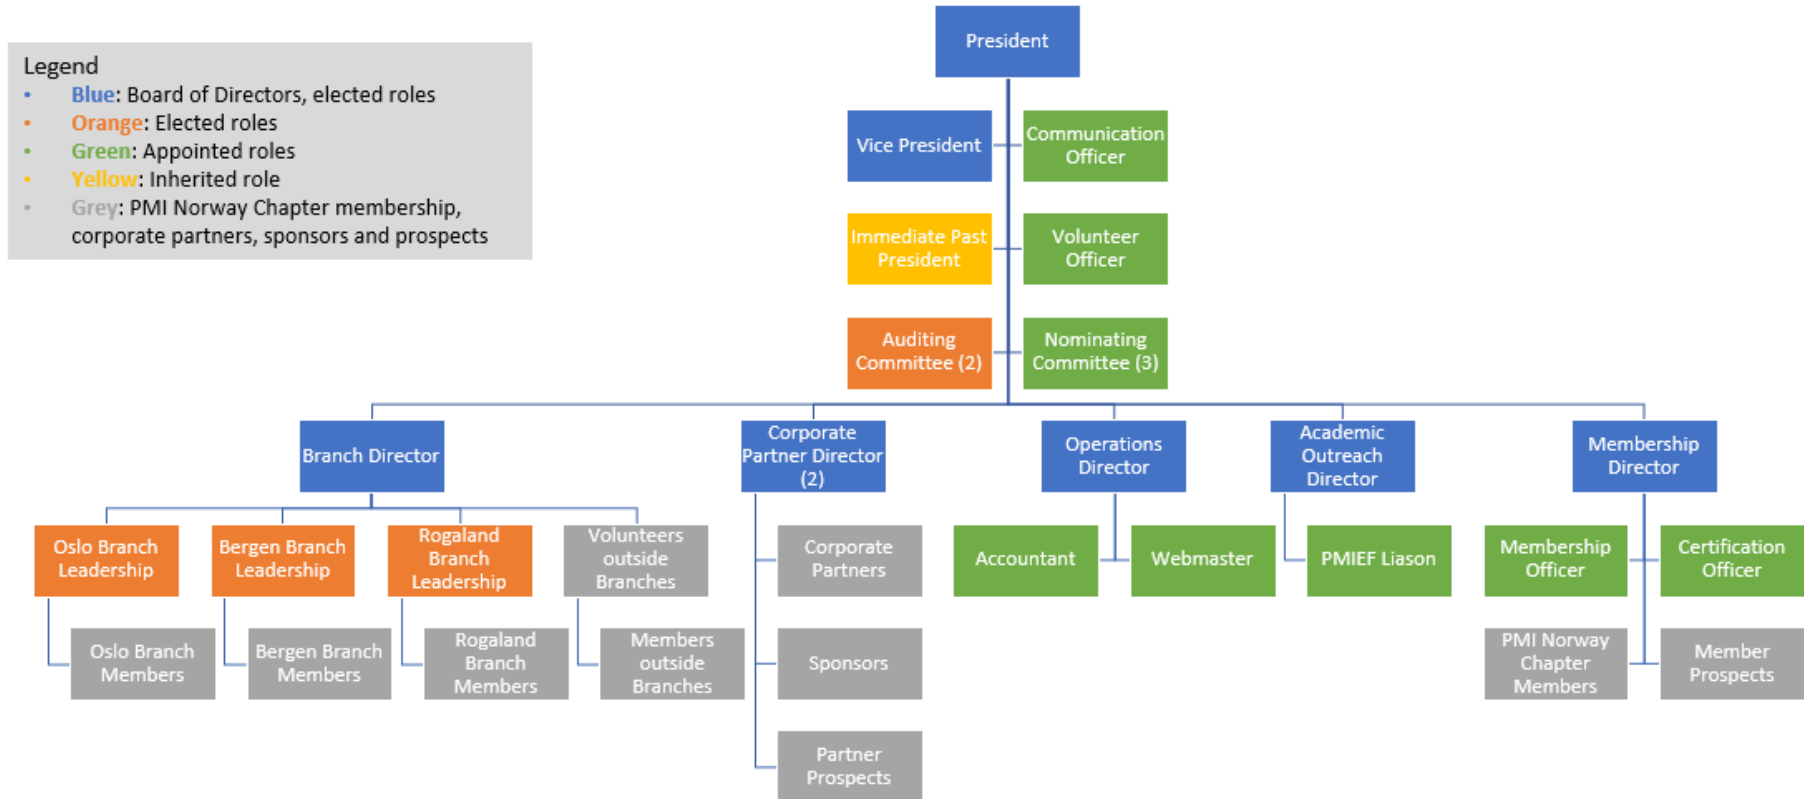 President
Legend
• Blue: Board of Directors, elected roles
• Orange: Elected roles
• Green: Appointed roles
• Yellow: Inherited role
• Grey: PMI Norway Chapter membership,
corporate partners, sponsors and prospects
Vice President
Communication
Officer
Immediate Past
President
Volunteer
Officer
Auditing
Committee (2)
Nominating
Committee (3)
Branch Director
Corporate
Partner Director
(2)
Operations
Director
Academic
Outreach
Director
Membership
Director
Oslo Branch
Leadership
Bergen Branch
Leadership
Rogaland
Branch
Leadership
Volunteers
outside
Branches
Corporate
Partners
Accountant
Webmaster
PMIEF Liason
Membership
Officer
Certification
Officer
Oslo Branch
Members
Bergen Branch
Members
Rogaland
Branch
Members
Members
outside
Branches
Sponsors
PMI Norway
Chapter
Members
Member
Prospects
Partner
Prospects